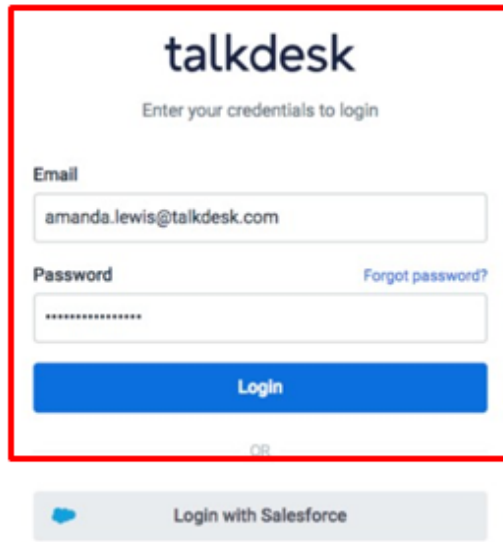 talkdesk
Enter your credentials to login
Email
amanda.lewis@talkdesk.com
Password Forgot password?
••••••••••••••••
Login
OR
Login with Salesforce